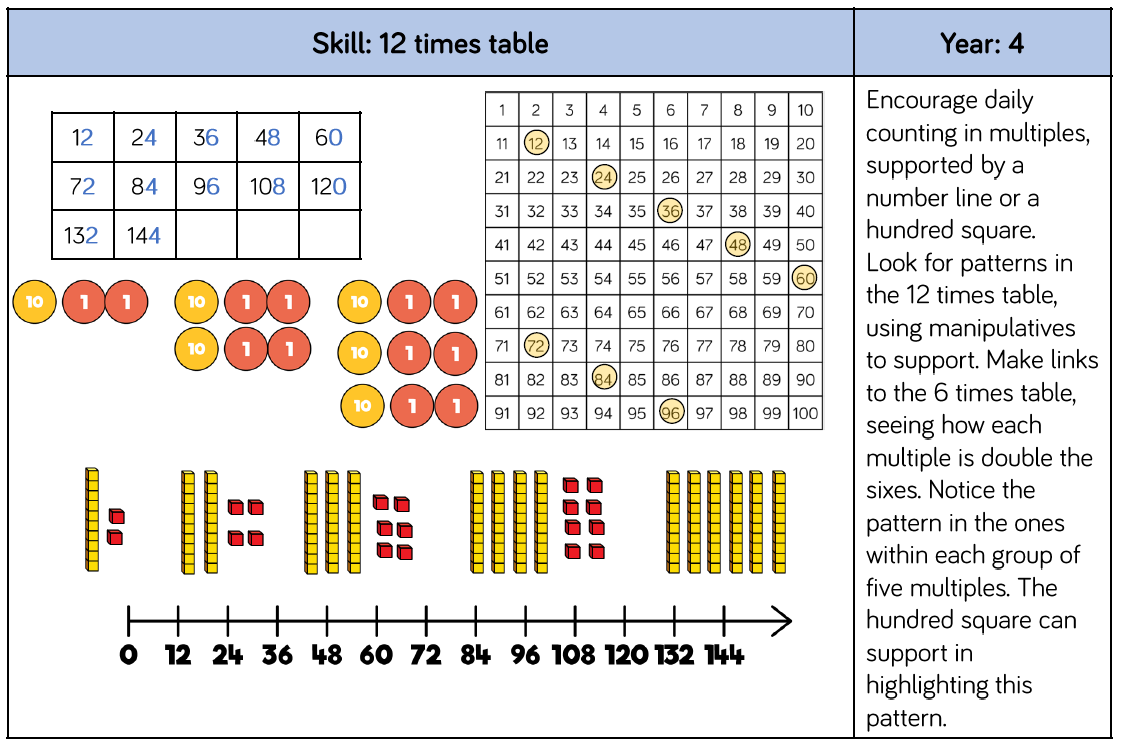 Skill: 12 times table
Year: 4
12 24 36 48 60
72 84 96 108 120
132 144
1 2 3 4 5 6 7 8 9 10
11 12 13 14 15 16 17 18 19 20
21 22 23 24 25 26 27 28 29 30
31 32 33 34 35 36 37 38 39 40
41 42 43 44 45 46 47 48 49 50
51 52 53 54 55 56 57 58 59 60
61 62 63 64 65 66 67 68 69 70
71 72 73 74 75 76 77 78 79 80
81 82 83 84 85 86 87 88 89 90
91 92 93 94 95 96 97 98 99 100
10 1 1 10 1 1 10 1 1
10 1 1 10 1 1
10 1 1
0 12 24 36 48 60 72 84 96 108 120 132 144
Encourage daily
counting in multiples,
supported by a
number line or a
hundred square.
Look for patterns in
the 12 times table,
using manipulatives
to support. Make links
to the 6 times table,
seeing how each
multiple is double the
sixes. Notice the
pattern in the ones
within each group of
five multiples. The
hundred square can
support in
highlighting this
pattern.